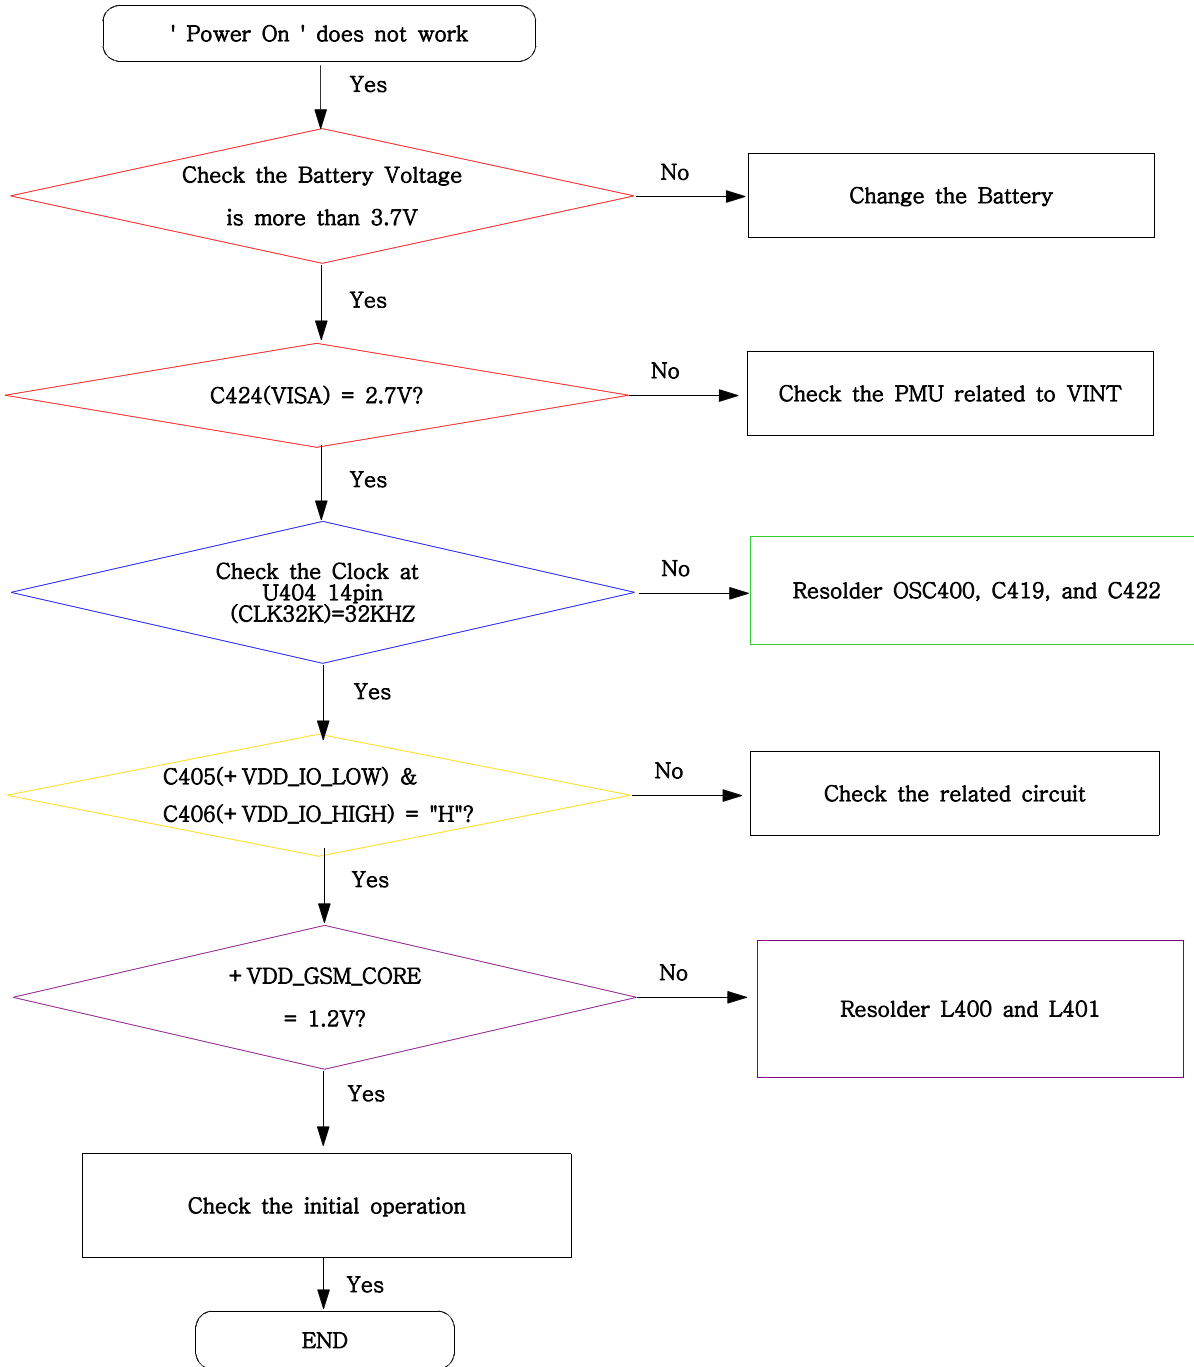 ' Power On ' does not work
Yes
Check the Battery Voltage
is more than 3.7V
No
Change the Battery
Yes
C424(VISA) = 2.7V?
No
Check the PMU related to VINT
Yes
Check the Clock at
U404 14pin
(CLK32K)=32KHZ
No
Resolder OSC400, C419, and C422
Yes
C405(+VDD_IO_LOW) &
C406(+VDD_IO_HIGH) = "H"?
No
Check the related circuit
Yes
+VDD_GSM_CORE
= 1.2V?
No
Resolder L400 and L401
Yes
Check the initial operation
Yes
END